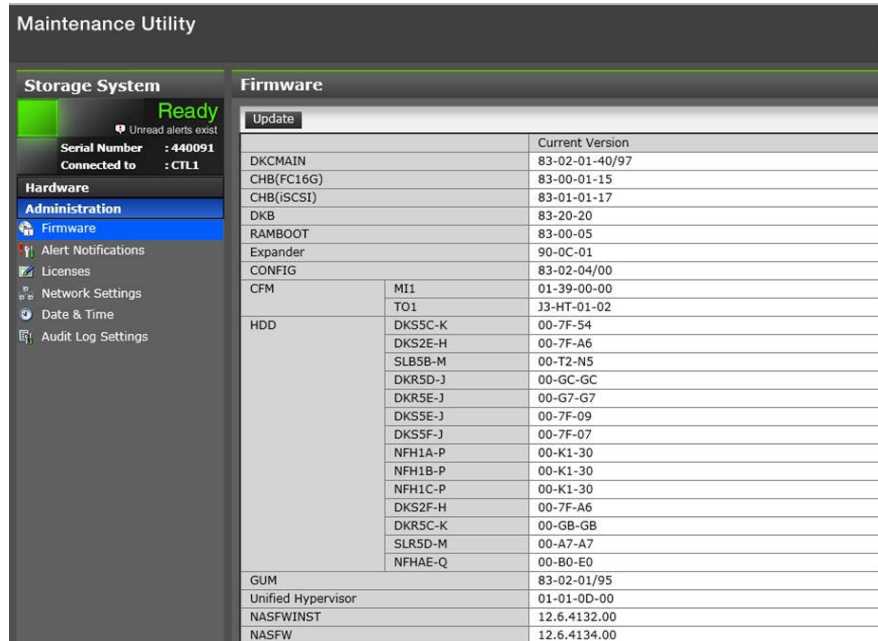 Maintenance Utility
Storage System
Ready
Unread alerts exist
Serial Number : 440091
Connected to : CTL1
Hardware
Administration
Firmware
Alert Notifications
Licenses
Network Settings
Date & Time
Audit Log Settings
Firmware
Update
Current Version
DKCMAIN 83-02-01-40/97
CHB(FC16G) 83-00-01-15
CHB(iSCSI) 83-01-01-17
DKB 83-20-20
RAMBOOT 83-00-05
Expander 90-0C-01
CONFIG 83-02-04/00
CFM MI1 01-39-00-00
TO1 J3-HT-01-02
HDD DKS5C-K 00-7F-54
DKS2E-H 00-7F-A6
SLB5B-M 00-T2-N5
DKR5D-J 00-GC-GC
DKR5E-J 00-G7-G7
DKS5E-J 00-7F-09
DKS5F-J 00-7F-07
NFH1A-P 00-K1-30
NFH1B-P 00-K1-30
NFH1C-P 00-K1-30
DKS2F-H 00-7F-A6
DKR5C-K 00-GB-GB
SLR5D-M 00-A7-A7
NFHAE-Q 00-B0-E0
GUM 83-02-01/95
Unified Hypervisor 01-01-0D-00
NASFWINST 12.6.4132.00
NASFW 12.6.4134.00